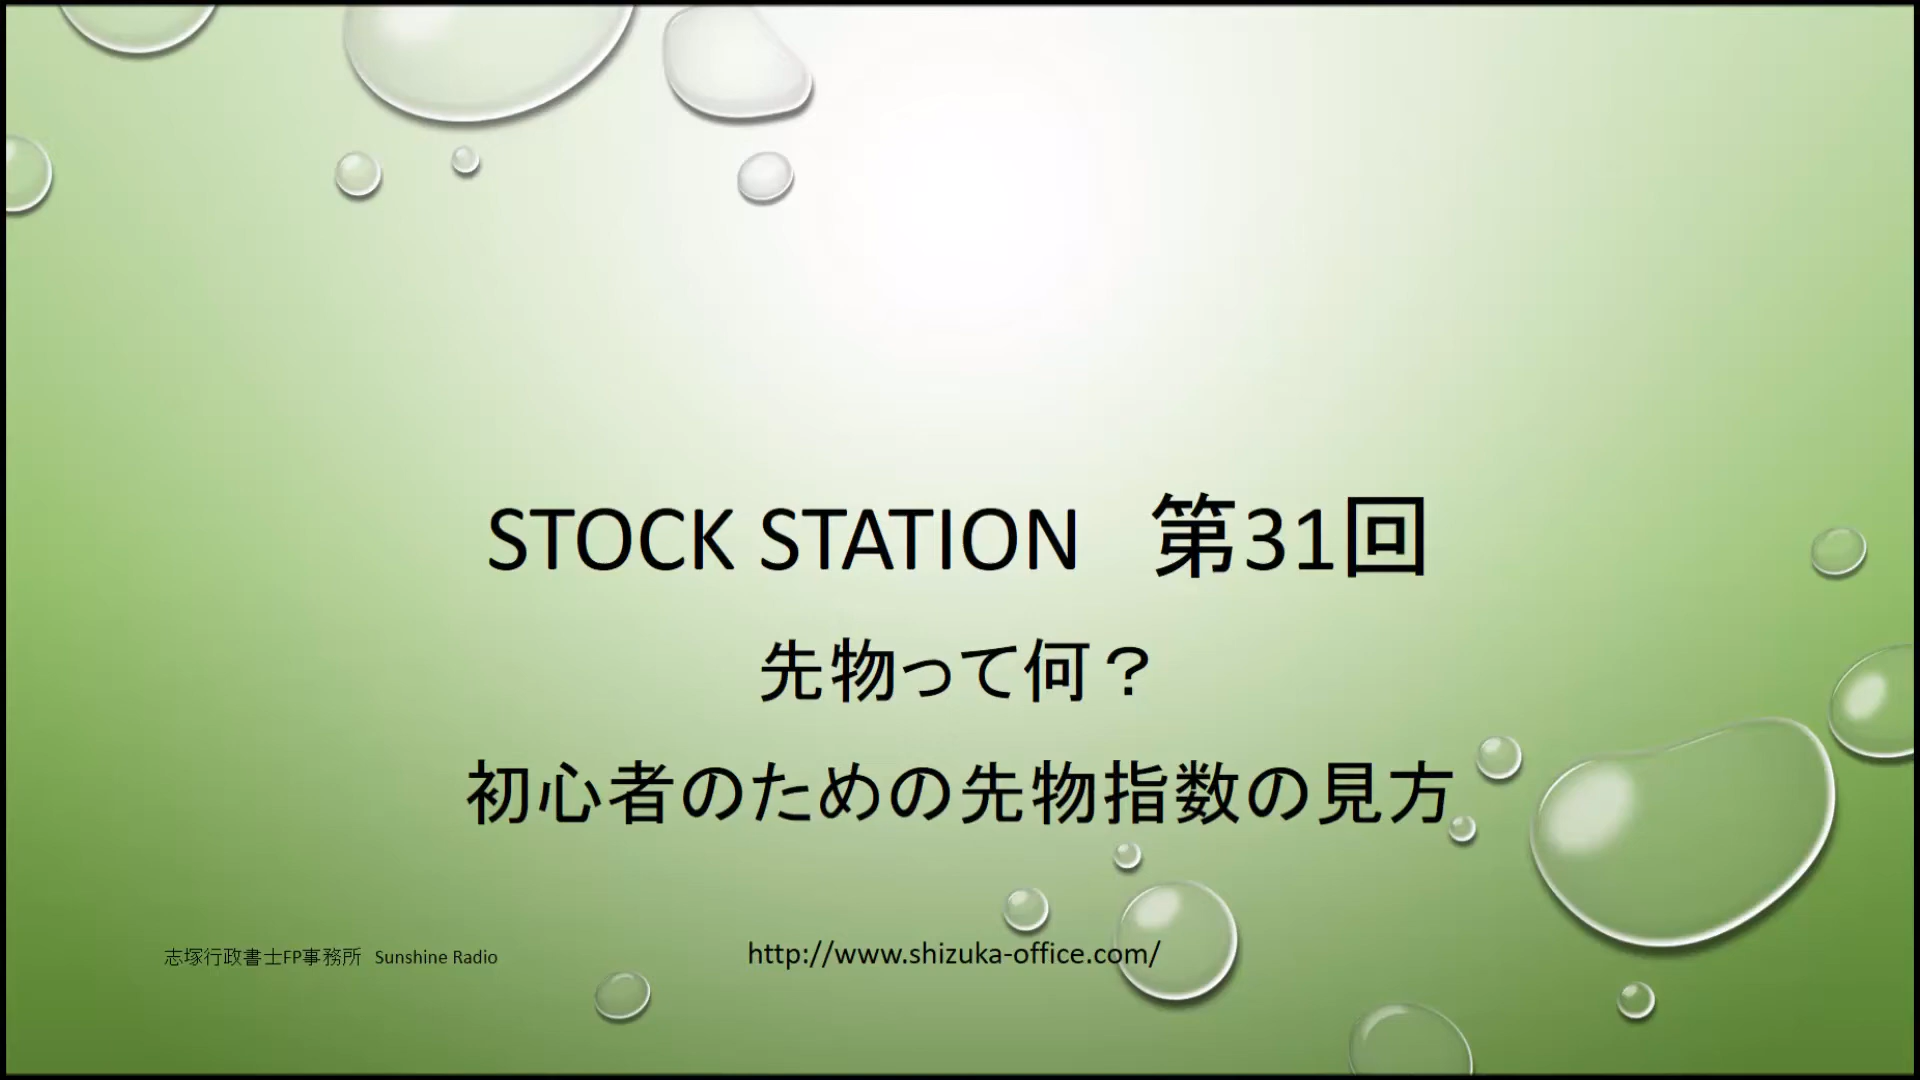 STOCK STATION　第31回
先物って何？
初心者のための先物指数の見方
志塚行政書士FP事務所　Sunshine Radio
http://www.shizuka-office.com/